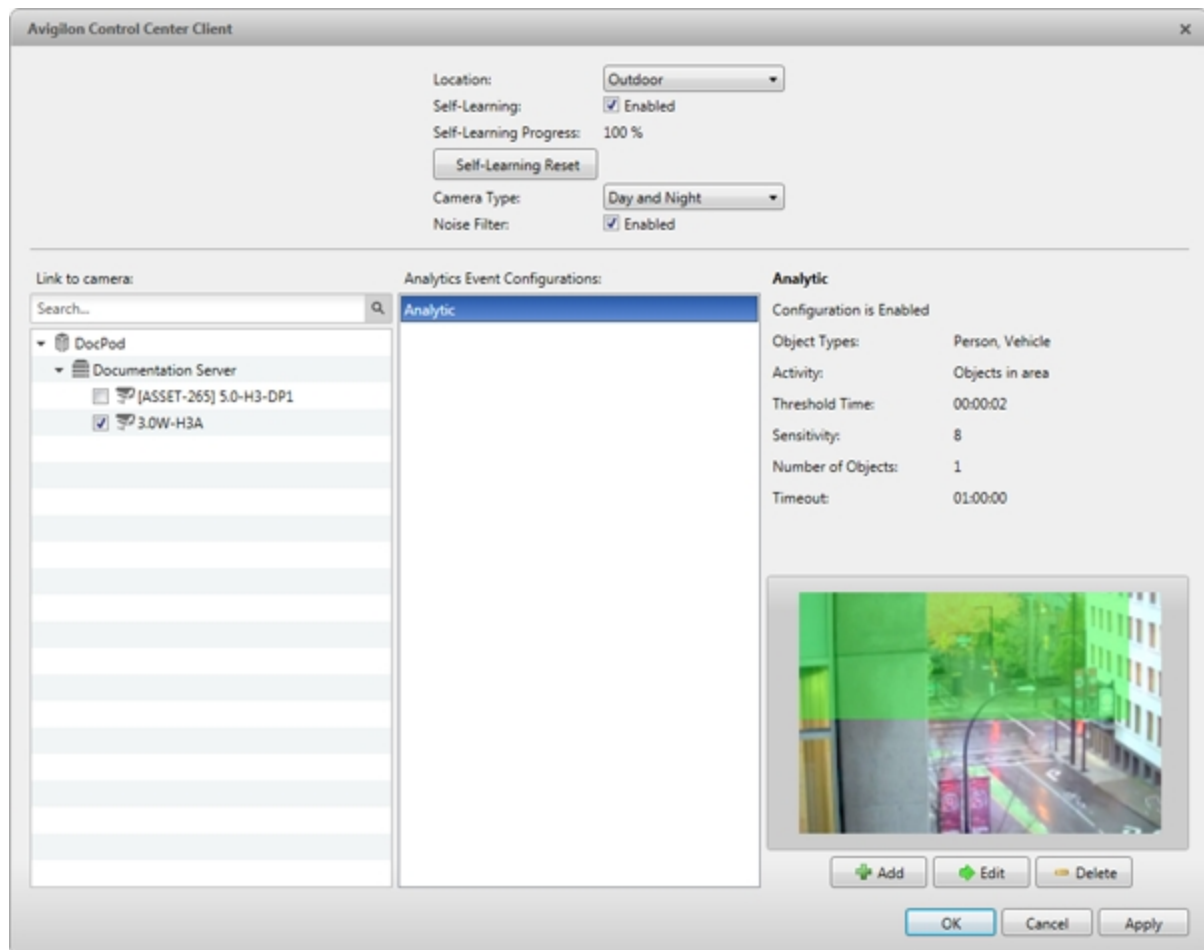 Avigilon Control Center Client
Location: Outdoor
Self-Learning: Enabled
Self-Learning Progress: 100 %
Self-Learning Reset
Camera Type: Day and Night
Noise Filter: Enabled
Link to camera:
Search...
DocPod
Documentation Server
[ASSET-265] 5.0-H3-DP1
3.0W-H3A
Analytics Event Configurations:
Analytic
Analytic
Configuration is Enabled
Object Types: Person, Vehicle
Activity: Objects in area
Threshold Time: 00:00:02
Sensitivity: 8
Number of Objects: 1
Timeout: 01:00:00
Add Edit Delete
OK Cancel Apply